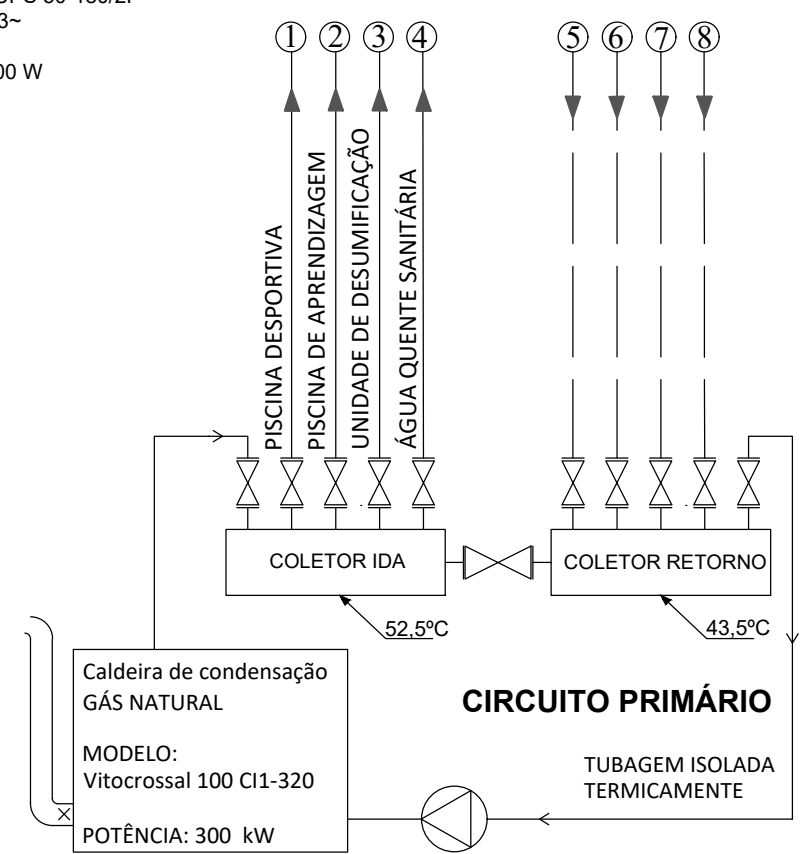 3~
00 W
1 2 3 4 5 6 7 8
PISCINA DESPORTIVA
PISCINA DE APRENDIZAGEM
UNIDADE DE DESUMIFICAÇÃO
ÁGUA QUENTE SANITÁRIA
COLETOR IDA
COLETOR RETORNO
52,5ºC
43,5ºC
Caldeira de condensação
GÁS NATURAL
MODELO:
Vitocrossal 100 CI1-320
POTÊNCIA: 300 kW
CIRCUITO PRIMÁRIO
TUBAGEM ISOLADA
TERMICAMENTE